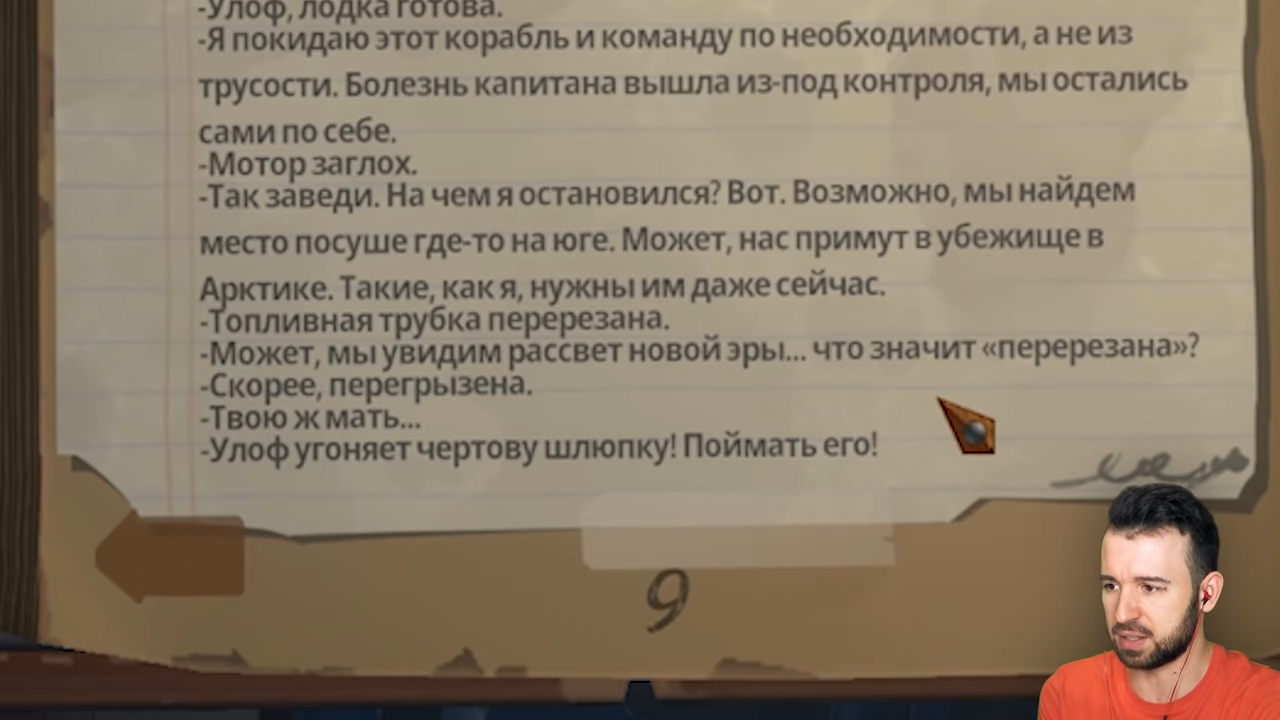 -Улоф, лодка готова.
-Я покидаю этот корабль и команду по необходимости, а не из
трусости. Болезнь капитана вышла из-под контроля, мы остались
сами по себе.
-Мотор заглох.
-Так заведи. На чем я остановился? Вот. Возможно, мы найдем
место посуше где-то на юге. Может, нас примут в убежище в
Арктике. Такие, как я, нужны им даже сейчас.
-Топливная трубка перерезана.
-Может, мы увидим рассвет новой эры... что значит «перерезана»?
-Скорее, перегрызена.
-Твою ж мать...
-Улоф угоняет чертову шлюпку! Поймать его!
9